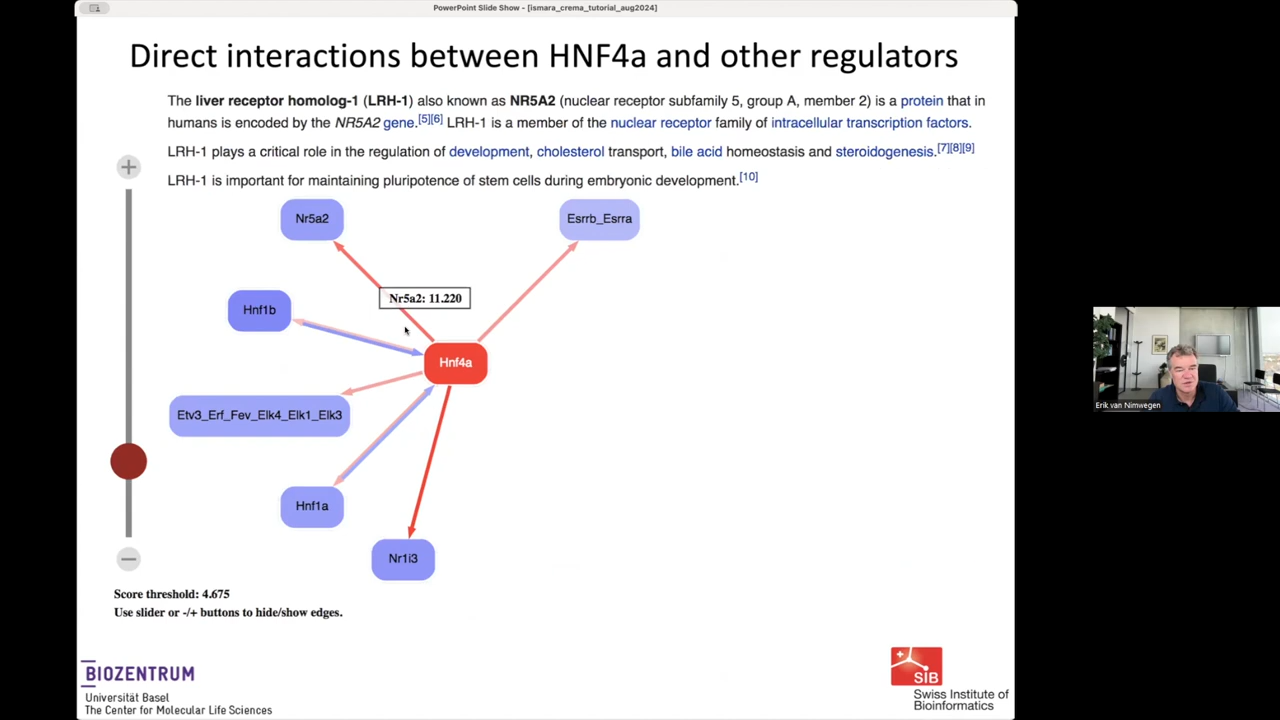 PowerPoint Slide Show - [ismara_crema_tutorial_aug2024]
Direct interactions between HNF4a and other regulators
The liver receptor homolog-1 (LRH-1) also known as NR5A2 (nuclear receptor subfamily 5, group A, member 2) is a protein that in
humans is encoded by the NR5A2 gene.[5][6] LRH-1 is a member of the nuclear receptor family of intracellular transcription factors.
LRH-1 plays a critical role in the regulation of development, cholesterol transport, bile acid homeostasis and steroidogenesis.[7][8][9]
LRH-1 is important for maintaining pluripotence of stem cells during embryonic development.[10]
Nr5a2
Esrrb_Esrra
Nr5a2: 11.220
Hnf1b
Hnf4a
Etv3_Erf_Fev_Elk4_Elk1_Elk3
Hnf1a
Nr1i3
Score threshold: 4.675
Use slider or -/+ buttons to hide/show edges.
BIOZENTRUM
Universität Basel
The Center for Molecular Life Sciences
SIB
Swiss Institute of
Bioinformatics
Erik van Nimwegen